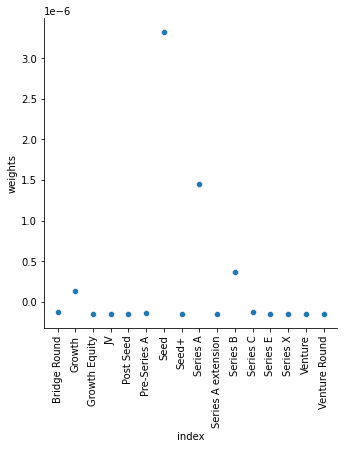 1e−6
3.0
2.5
2.0
1.5
1.0
0.5
0.0
weights
Bridge Round
Growth
Growth Equity
JV
Post Seed
Pre-Series A
Seed
Seed+
Series A
Series A extension
Series B
Series C
Series E
Series X
Venture
Venture Round
index